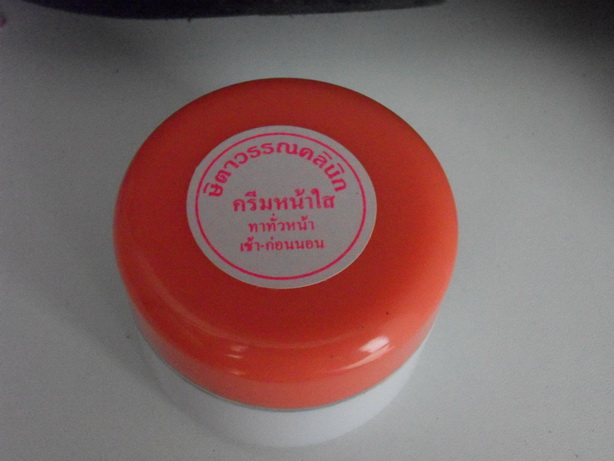 ษิตาวรรณคลินิก
ครีมหน้าใส
ทาทั่วหน้า
เช้า-ก่อนนอน